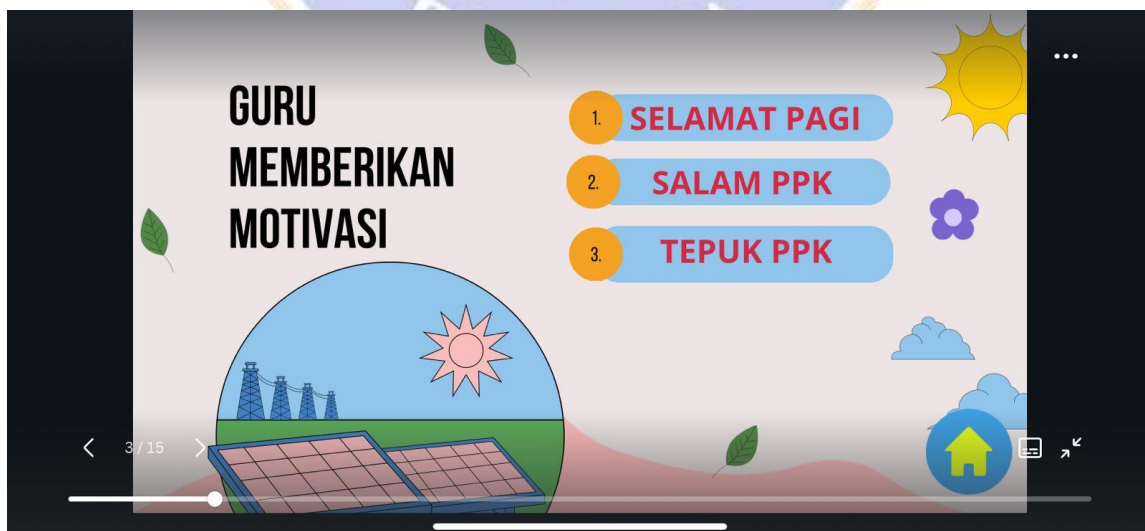 GURU
MEMBERIKAN
MOTIVASI
1. SELAMAT PAGI
2. SALAM PPK
3. TEPUK PPK
3 / 15